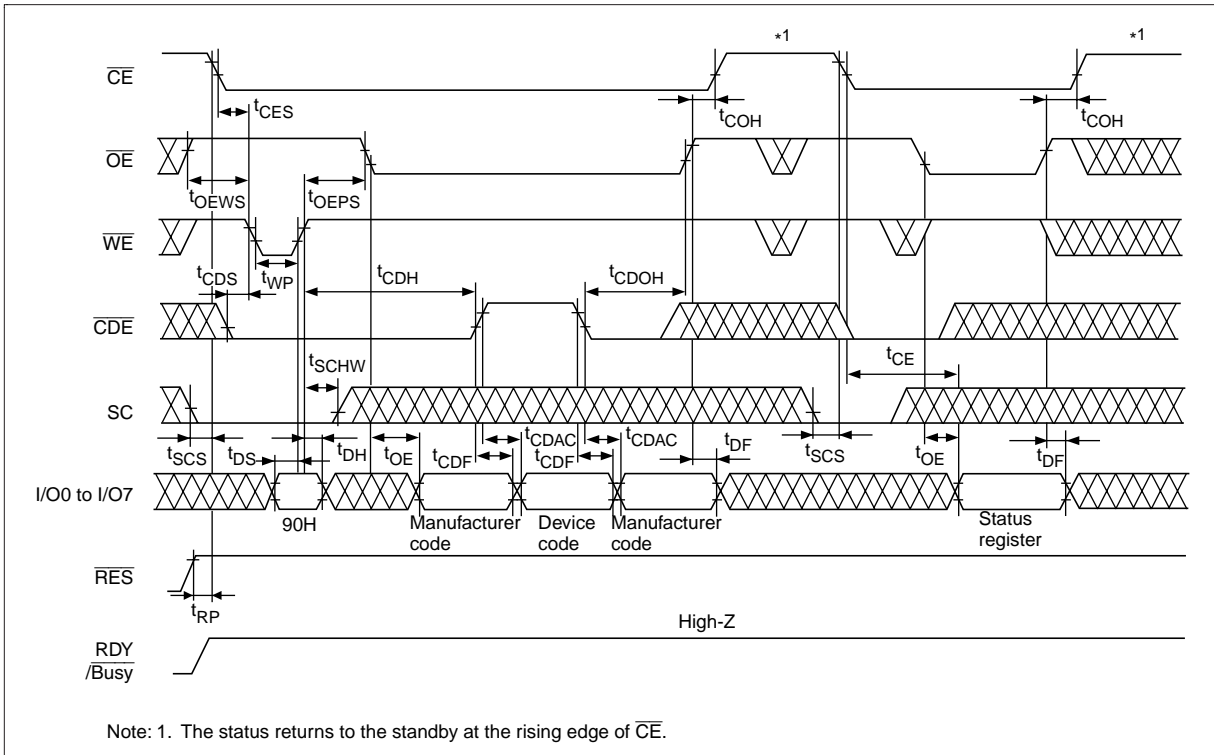 *1 *1
CE
tCES tCOH tCOH
OE
tOEWS tOEPS
WE
tCDS tWP tCDH tCDOH
CDE
tSCHW tCE
SC
tSCS tDS tDH tOE tCDAC tCDAC tDF tSCS tOE tDF
tCDF tCDF
I/O0 to I/O7
90H Manufacturer code Device code Manufacturer code Status register
RES
tRP
High-Z
RDY
/Busy
Note: 1. The status returns to the standby at the rising edge of CE.